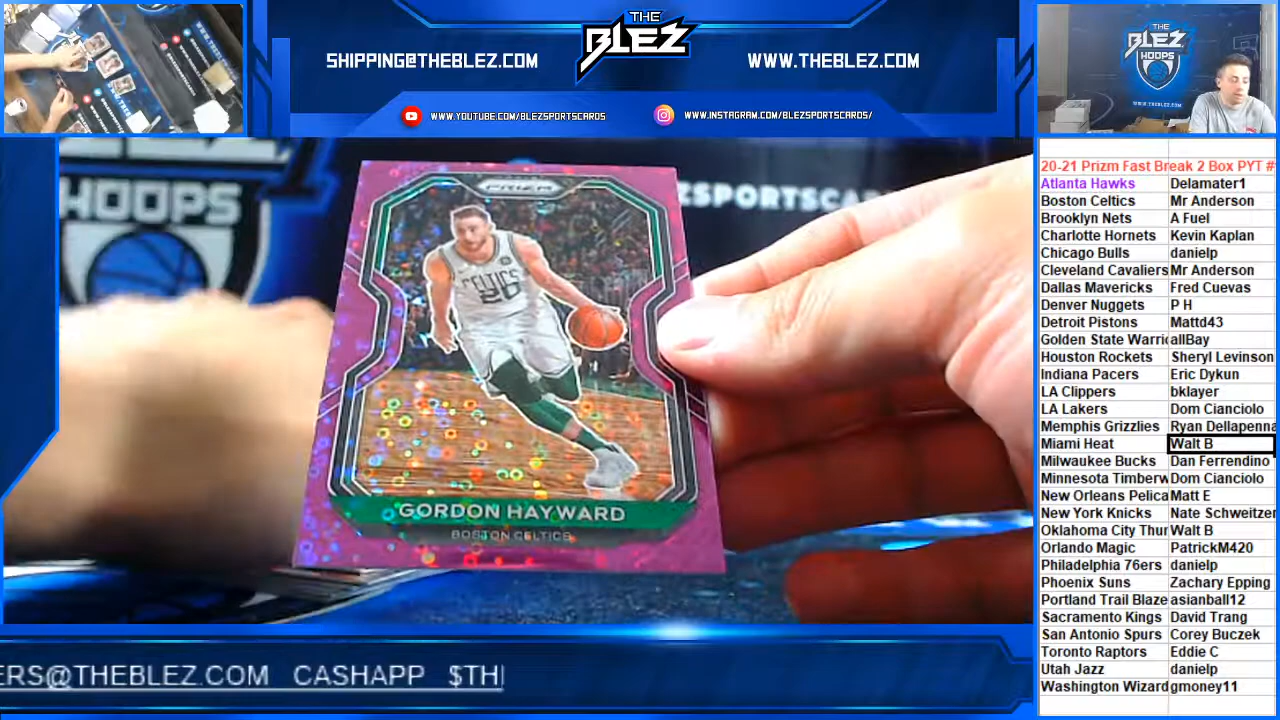 THE
BLEZ
SHIPPING@THEBLEZ.COM
WWW.THEBLEZ.COM
WWW.YOUTUBE.COM/BLEZSPORTSCARDS
WWW.INSTAGRAM.COM/BLEZSPORTSCARDS/
THE
BLEZ
HOOPS
WWW.THEBLEZ.COM
HOOPS
ZSPORTSCA
PRIZM
CELTICS
20
GORDON HAYWARD
BOSTON CELTICS
20-21 Prizm Fast Break 2 Box PYT #
Atlanta Hawks Delamater1
Boston Celtics Mr Anderson
Brooklyn Nets A Fuel
Charlotte Hornets Kevin Kaplan
Chicago Bulls danielp
Cleveland Cavaliers Mr Anderson
Dallas Mavericks Fred Cuevas
Denver Nuggets P H
Detroit Pistons Mattd43
Golden State Warric allBay
Houston Rockets Sheryl Levinson
Indiana Pacers Eric Dykun
LA Clippers bklayer
LA Lakers Dom Cianciolo
Memphis Grizzlies Ryan Dellapenna
Miami Heat Walt B
Milwaukee Bucks Dan Ferrendino
Minnesota Timberw Dom Cianciolo
New Orleans Pelica Matt E
New York Knicks Nate Schweitzer
Oklahoma City Thur Walt B
Orlando Magic PatrickM420
Philadelphia 76ers danielp
Phoenix Suns Zachary Epping
Portland Trail Blaze asianball12
Sacramento Kings David Trang
San Antonio Spurs Corey Buczek
Toronto Raptors Eddie C
Utah Jazz danielp
Washington Wizard gmoney11
ERS@THEBLEZ.COM CASHAPP $TH